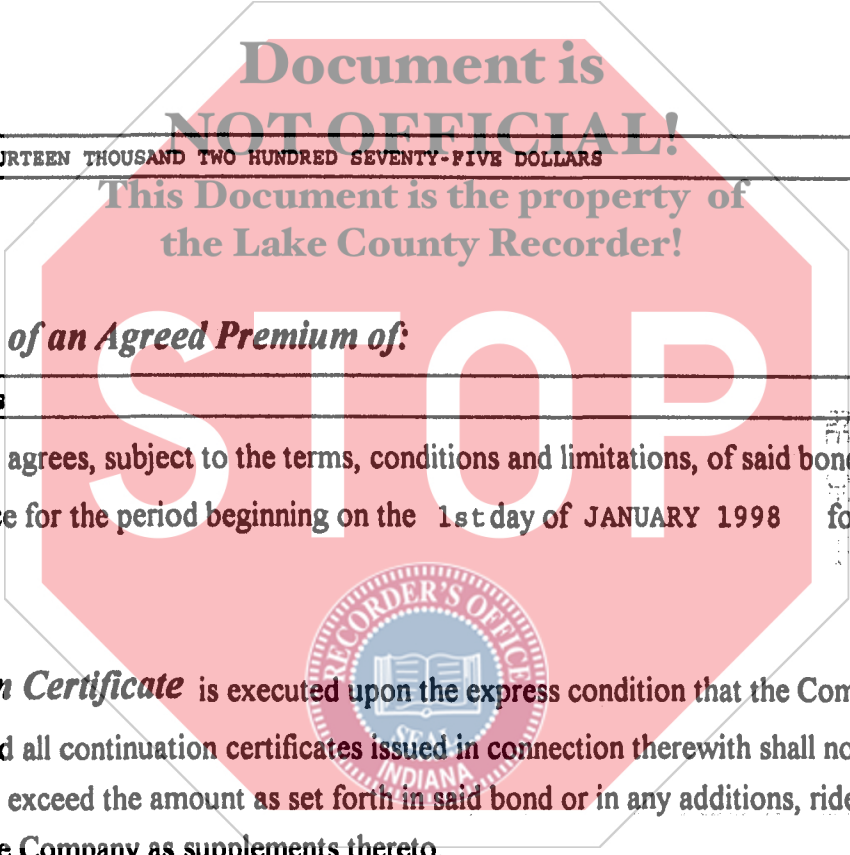 Document is
NOT OFFICIAL!
URTEEN THOUSAND TWO HUNDRED SEVENTY-FIVE DOLLARS
This Document is the property of
the Lake County Recorder!
of an Agreed Premium of:
STOP
agrees, subject to the terms, conditions and limitations, of said bon
e for the period beginning on the 1st day of JANUARY 1998 fo
RECORDER'S OFFICE
SEAL
INDIANA
n Certificate is executed upon the express condition that the Com
d all continuation certificates issued in connection therewith shall no
exceed the amount as set forth in said bond or in any additions, ride
e Company as supplements thereto